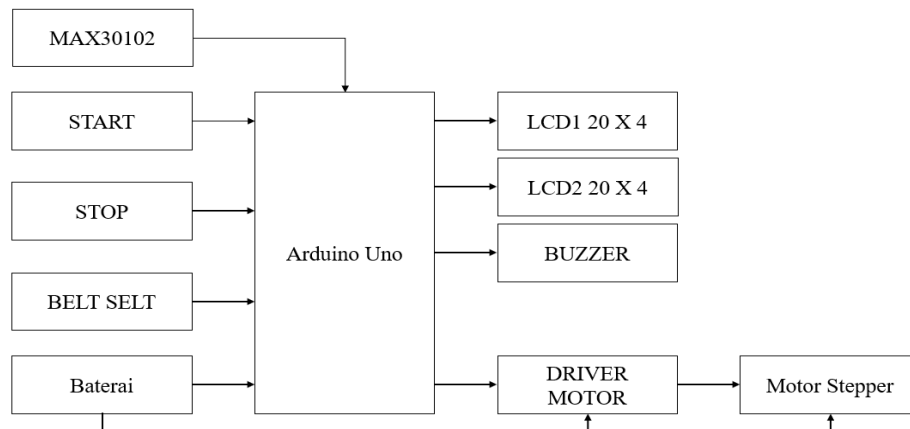 MAX30102
START
STOP
BELT SELT
Baterai
Arduino Uno
LCD1 20 X 4
LCD2 20 X 4
BUZZER
DRIVER
MOTOR
Motor Stepper